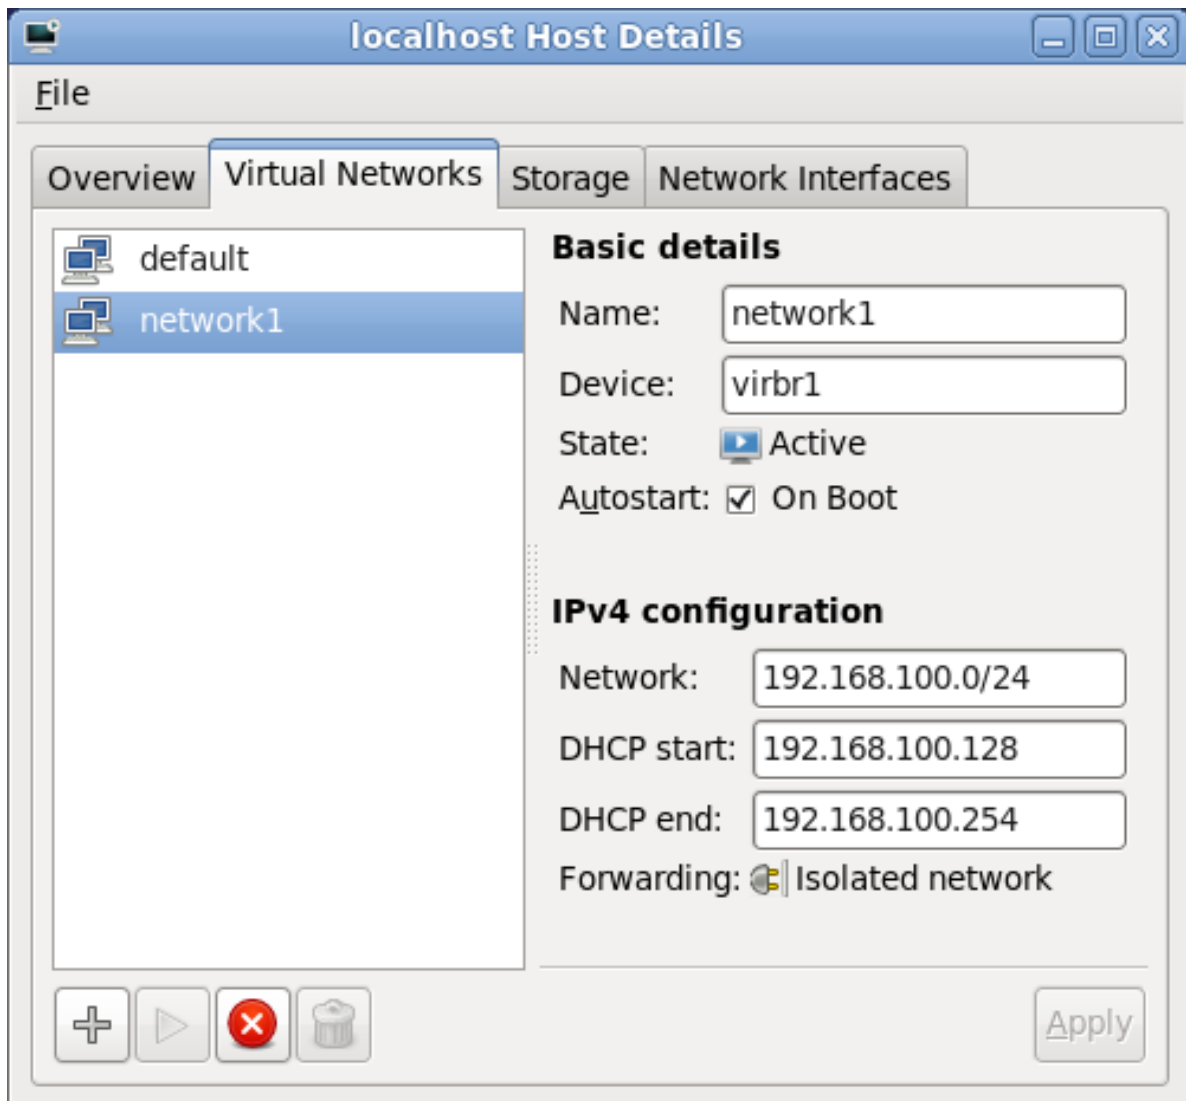 localhost Host Details
File
Overview Virtual Networks Storage Network Interfaces
default
network1
Basic details
Name: network1
Device: virbr1
State: Active
Autostart: On Boot
IPv4 configuration
Network: 192.168.100.0/24
DHCP start: 192.168.100.128
DHCP end: 192.168.100.254
Forwarding: Isolated network
Apply